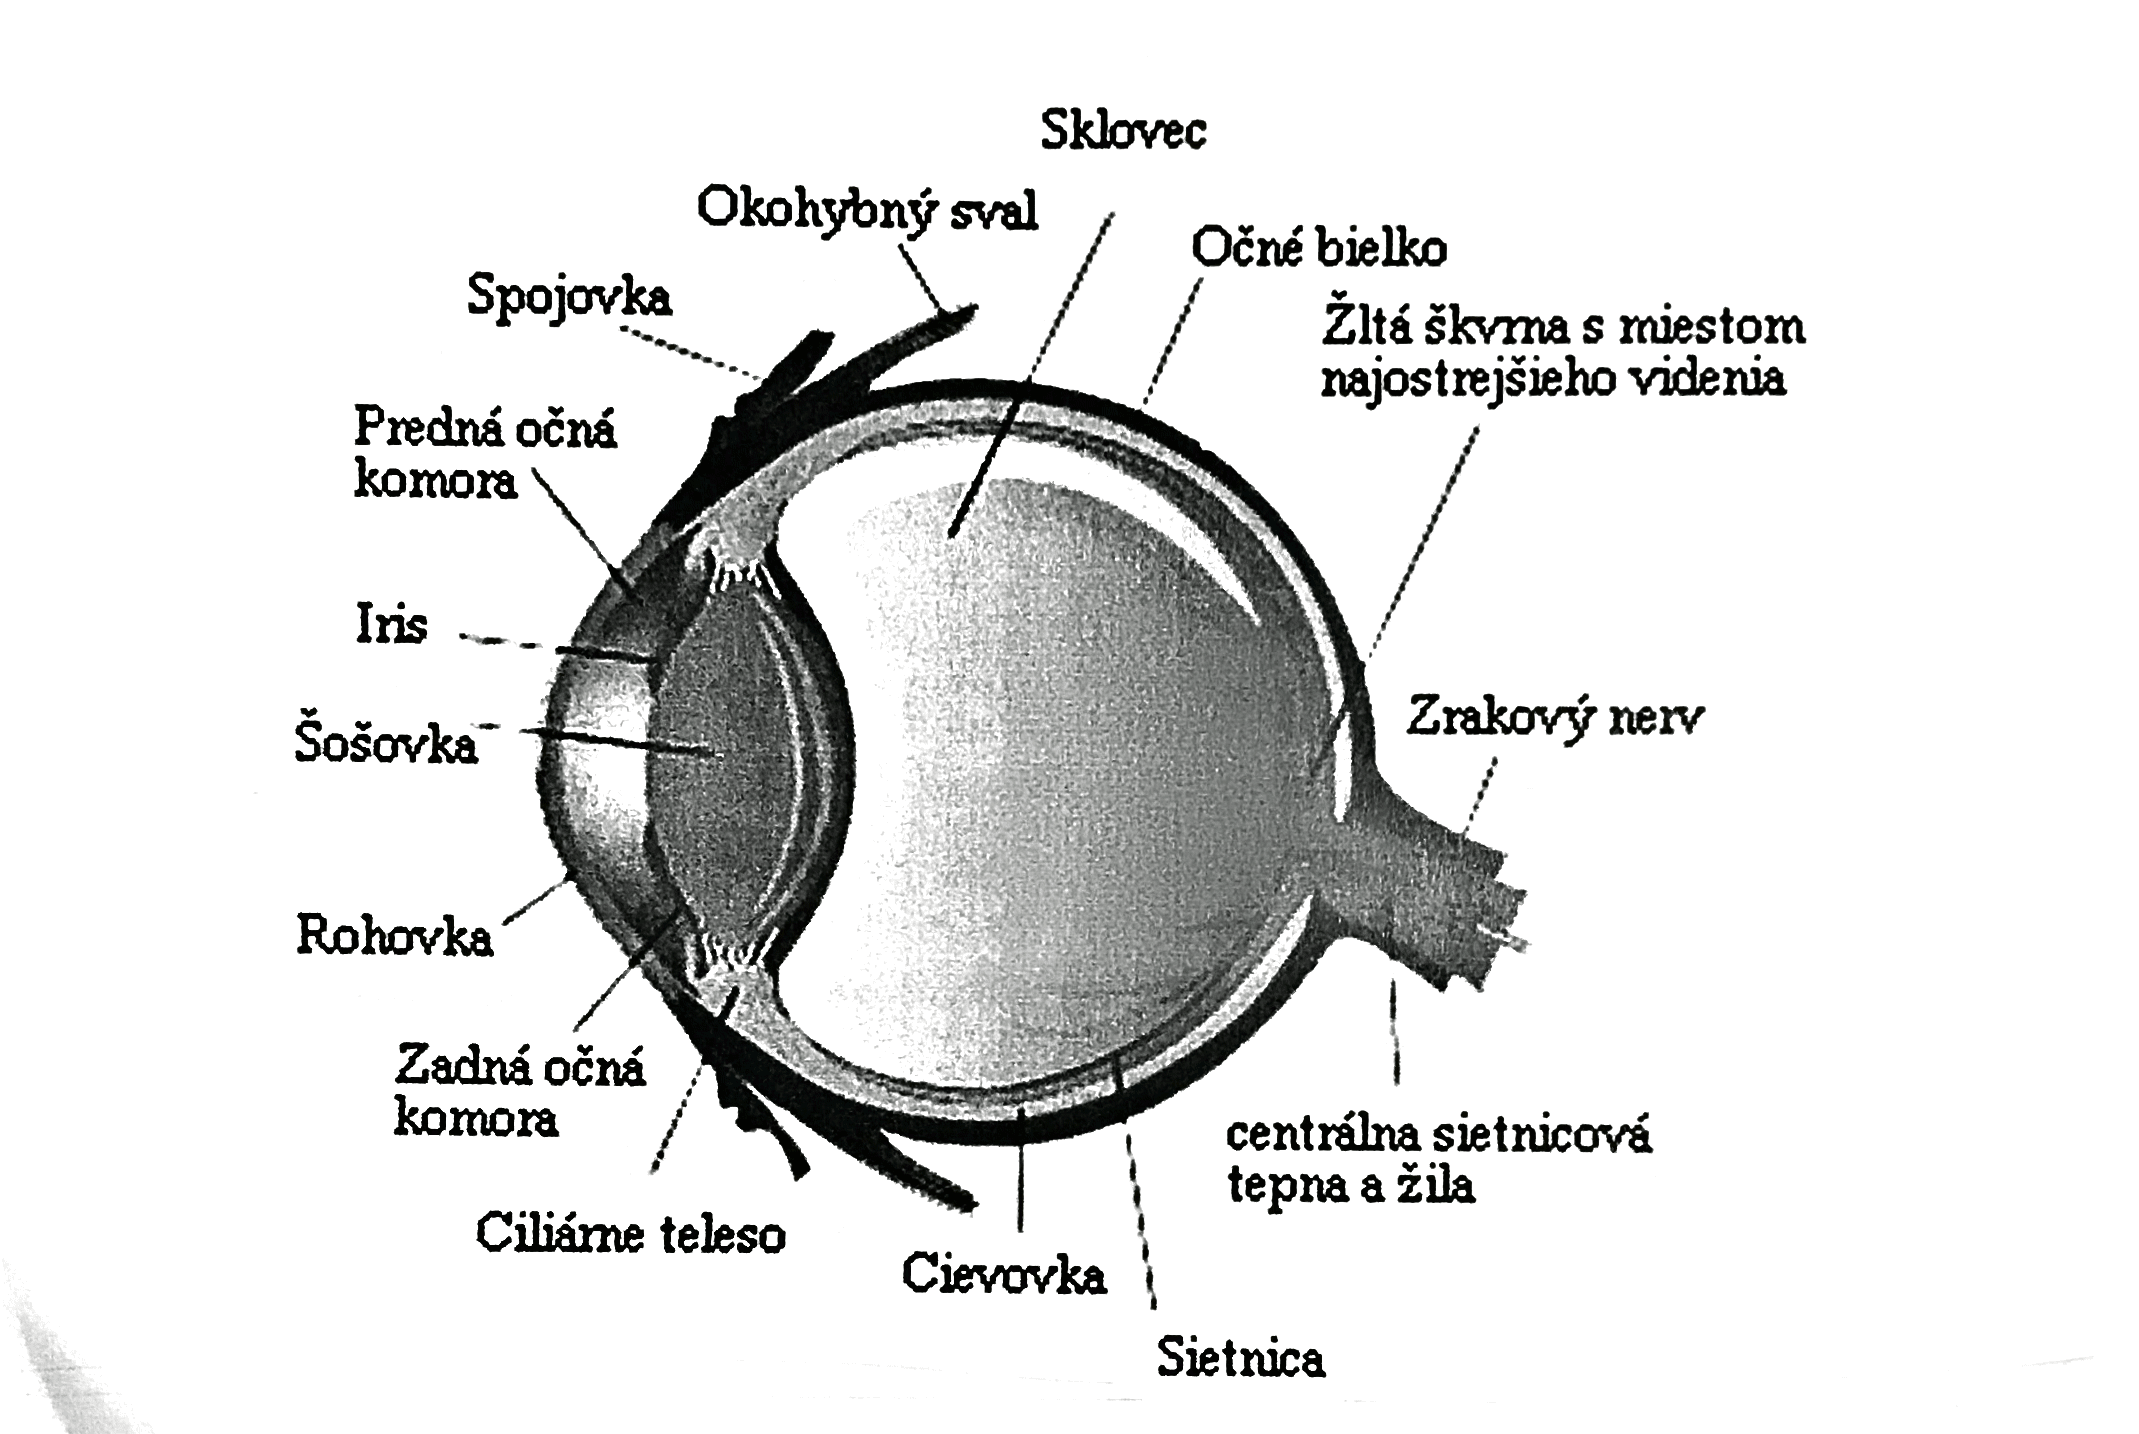 Sklovec
Okohybný sval
Očné bielko
Spojovka
Žltá škvrna s miestom
najostrejšieho videnia
Predná očná
komora
Iris
Zrakový nerv
Šošovka
Rohovka
Zadná očná
komora
centrálna sietnicová
tepna a žila
Ciliárne teleso
Cievovka
Sietnica